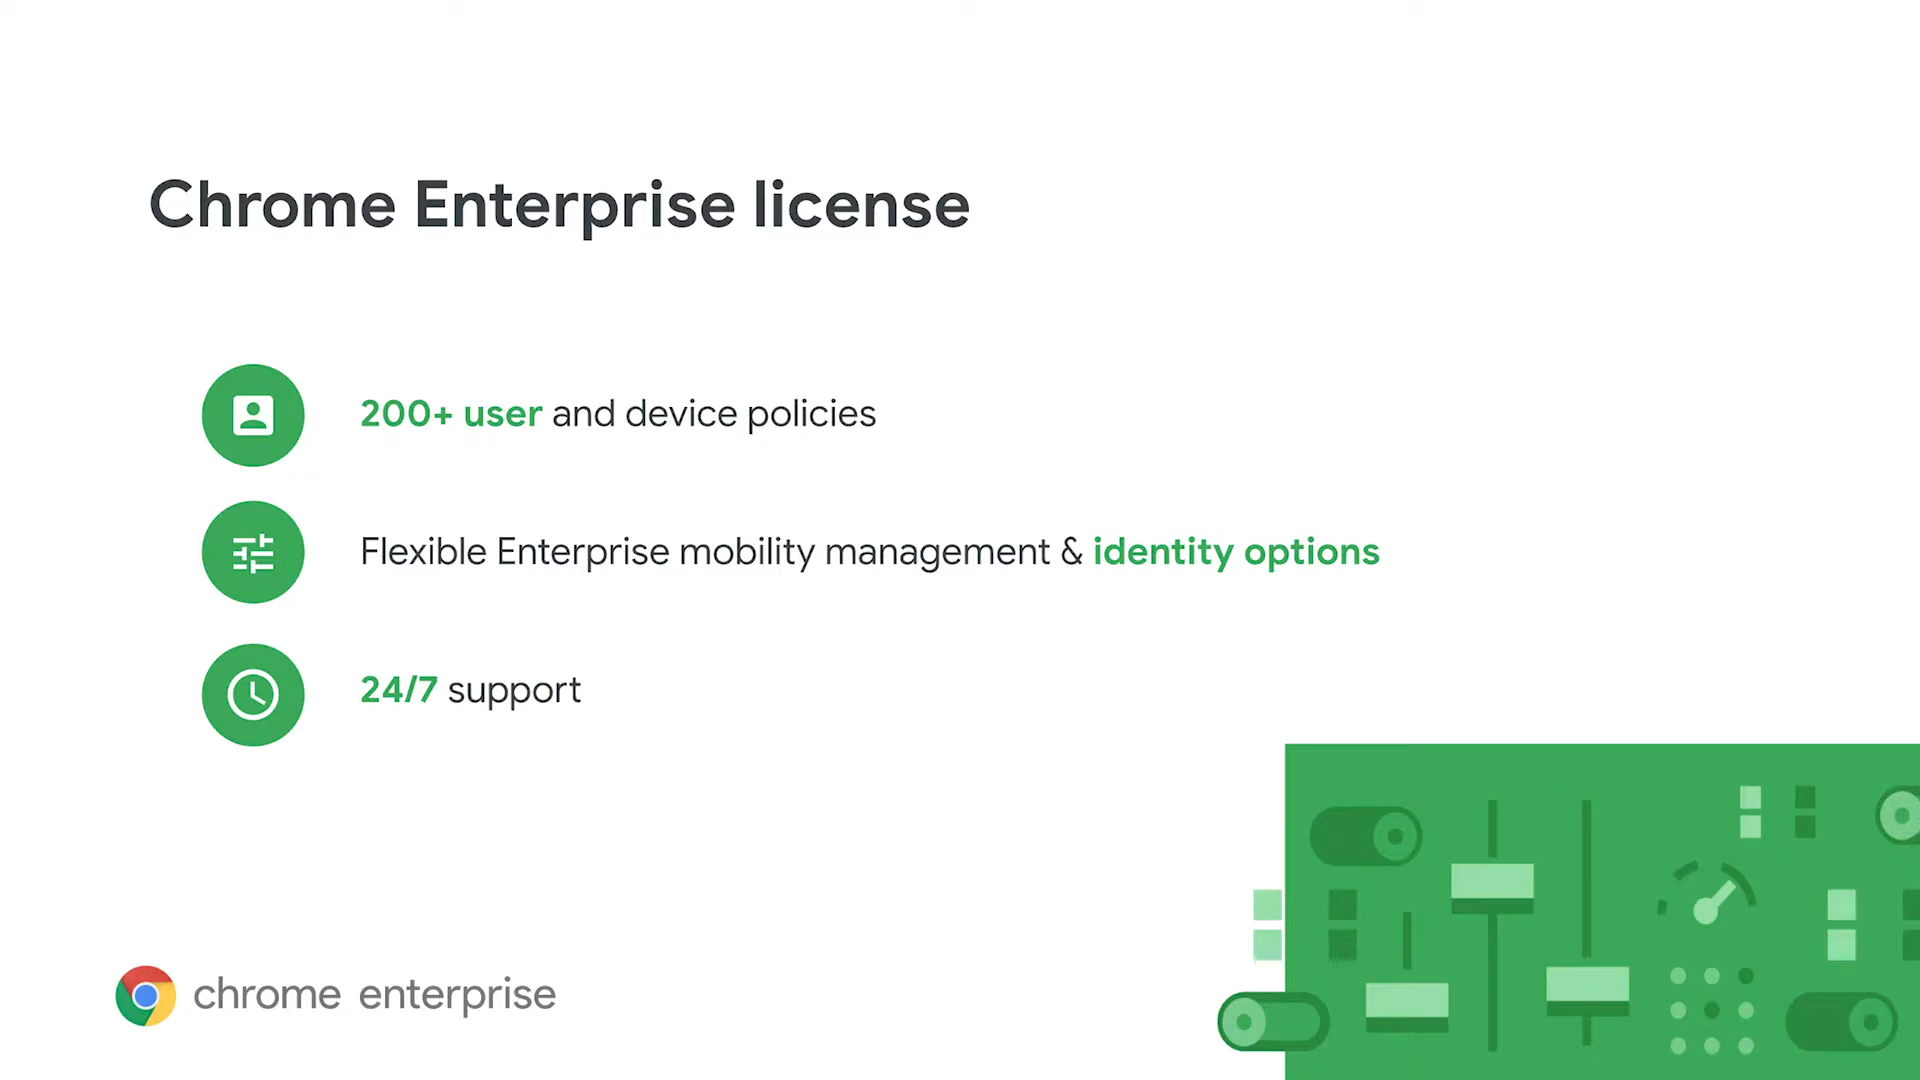 Chrome Enterprise license
200+ user and device policies
Flexible Enterprise mobility management & identity options
24/7 support
chrome enterprise